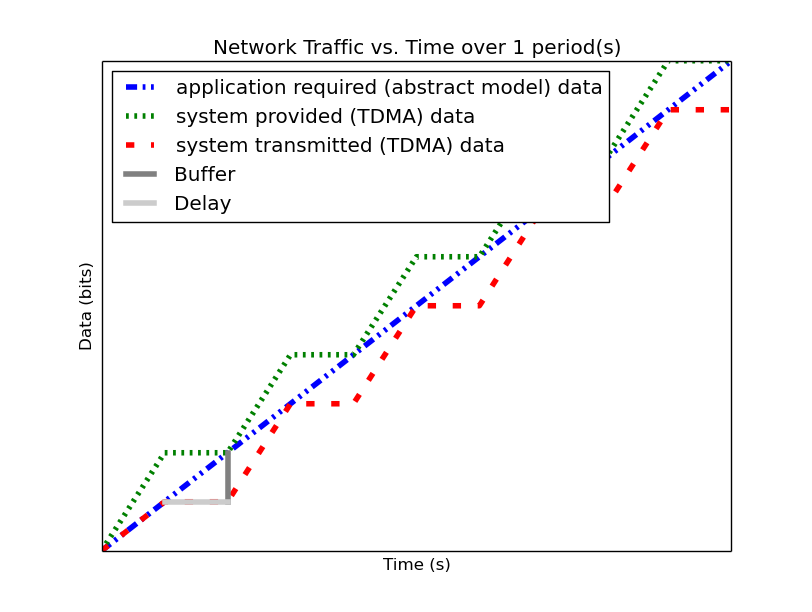 Network Traffic vs. Time over 1 period(s)
application required (abstract model) data
system provided (TDMA) data
system transmitted (TDMA) data
Buffer
Delay
Data (bits)
Time (s)